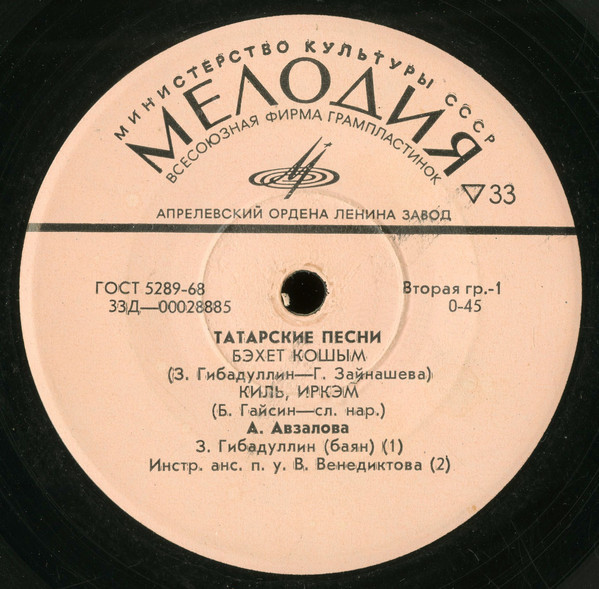 МИНИСТЕРСТВО КУЛЬТУРЫ СССР
МЕЛОДИЯ
ВСЕСОЮЗНАЯ ФИРМА ГРАМПЛАСТИНОК
33
АПРЕЛЕВСКИЙ ОРДЕНА ЛЕНИНА ЗАВОД
ГОСТ 5289-68 Вторая гр.-1
33Д—00028885 0-45
ТАТАРСКИЕ ПЕСНИ
БЭХЕТ КОШЫМ
(З. Гибадуллин—Г. Зайнашева)
КИЛЬ, ИРКЭМ
(Б. Гайсин—сл. нар.)
А. Авзалова
З. Гибадуллин (баян) (1)
Инстр. анс. п. у. В. Венедиктова (2)